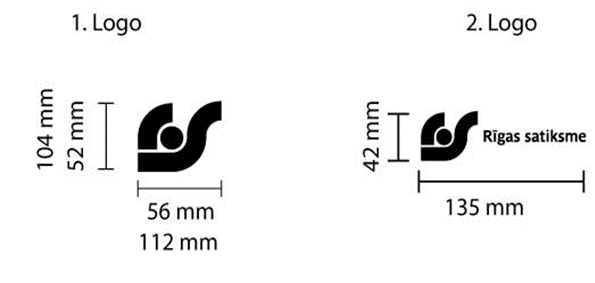 1. Logo
104 mm
52 mm
56 mm
112 mm
2. Logo
42 mm
Rīgas satiksme
135 mm